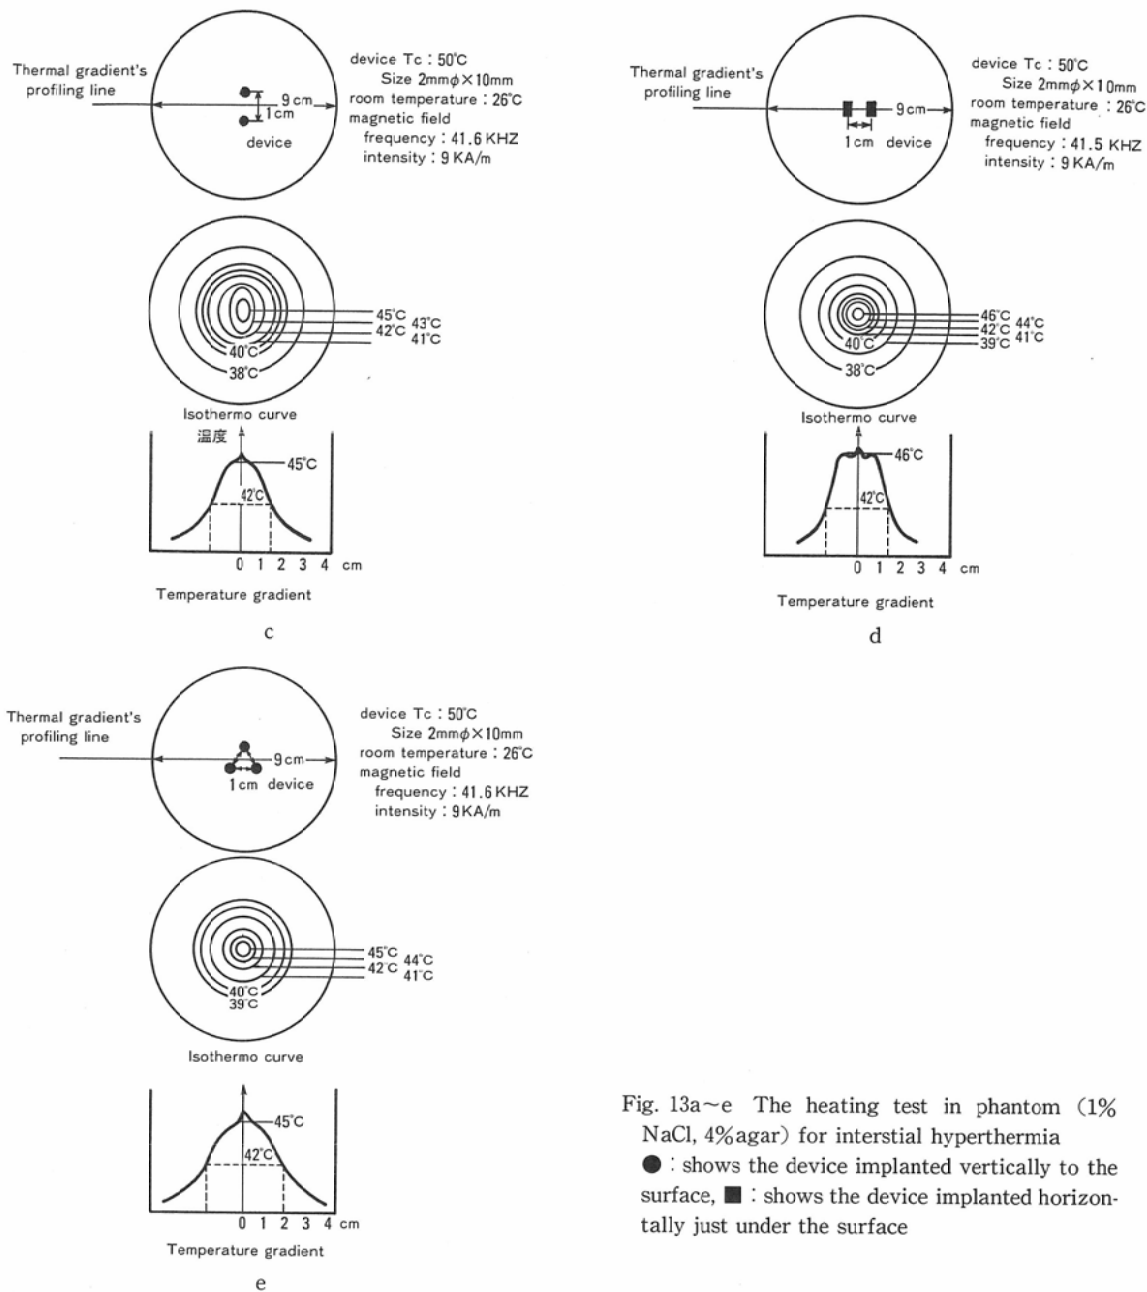 Thermal gradient's
profiling line
9 cm
1cm
device
device Tc : 50℃
Size 2mmϕ×10mm
room temperature : 26℃
magnetic field
frequency : 41.6 KHZ
intensity : 9 KA/m
45℃
43℃
42℃
41℃
40℃
38℃
Isothermo curve
温度
45℃
42℃
0 1 2 3 4 cm
Temperature gradient
c
Thermal gradient's
profiling line
9 cm
1 cm device
device Tc : 50℃
Size 2mmϕ×10mm
room temperature : 26℃
magnetic field
frequency : 41.5 KHZ
intensity : 9 KA/m
46℃
44℃
42℃
41℃
40℃
39℃
38℃
Isothermo curve
46℃
42℃
0 1 2 3 4 cm
Temperature gradient
d
Thermal gradient's
profiling line
9 cm
1 cm device
device Tc : 50℃
Size 2mmϕ×10mm
room temperature : 26℃
magnetic field
frequency : 41.6 KHZ
intensity : 9 KA/m
45℃
44℃
42℃
41℃
40℃
39℃
Isothermo curve
45℃
42℃
0 1 2 3 4 cm
Temperature gradient
e
Fig. 13a~e The heating test in phantom (1%
NaCl, 4%agar) for interstial hyperthermia
● : shows the device implanted vertically to the
surface, ■ : shows the device implanted horizon-
tally just under the surface